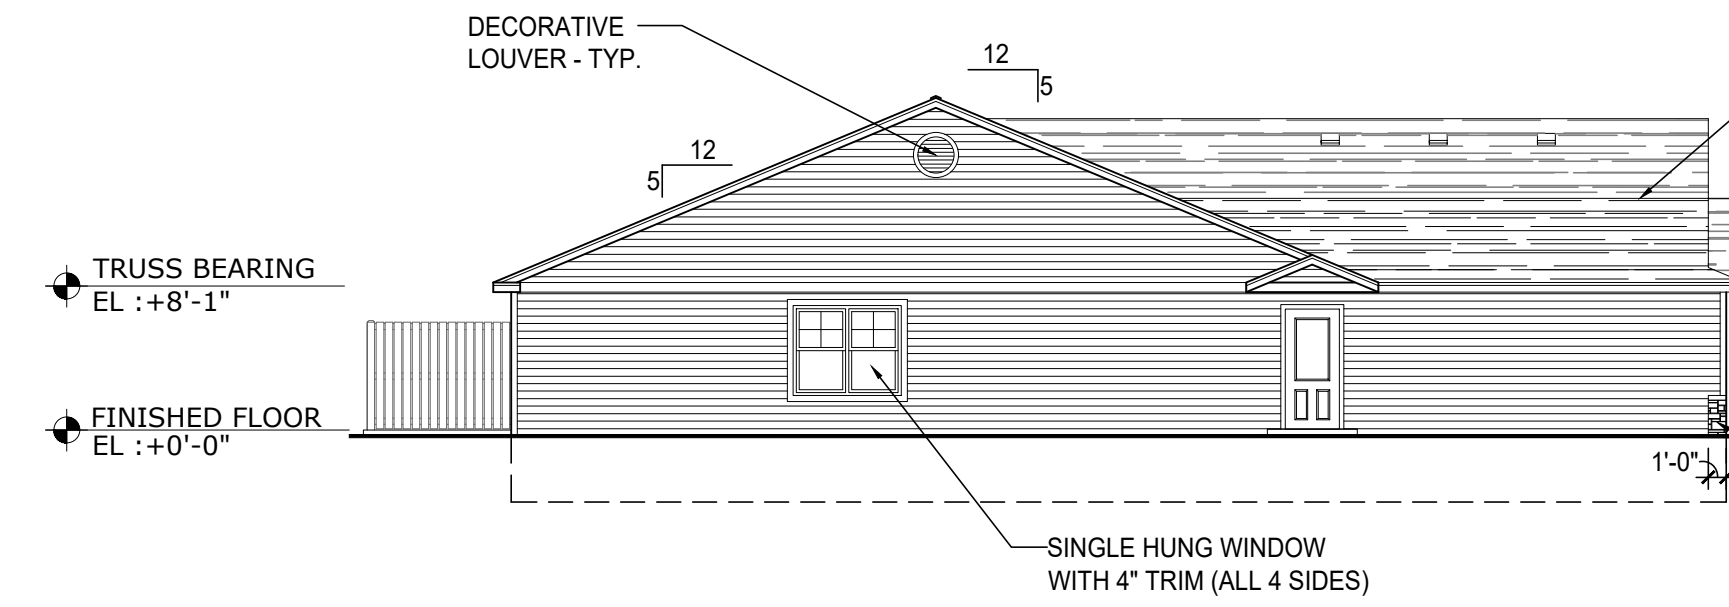 DECORATIVE
LOUVER - TYP.
12
5
12
5
TRUSS BEARING
EL :+8'-1"
FINISHED FLOOR
EL :+0'-0"
1'-0"
SINGLE HUNG WINDOW
WITH 4" TRIM (ALL 4 SIDES)